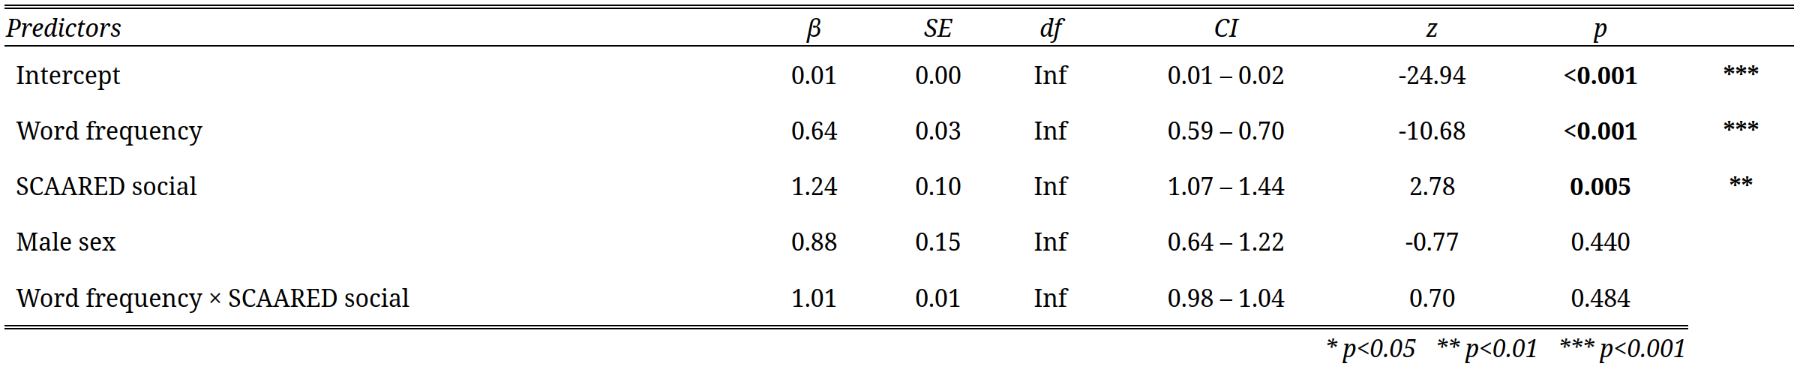 Predictors β SE df CI z p
Intercept 0.01 0.00 Inf 0.01 – 0.02 -24.94 <0.001 ***
Word frequency 0.64 0.03 Inf 0.59 – 0.70 -10.68 <0.001 ***
SCAARED social 1.24 0.10 Inf 1.07 – 1.44 2.78 0.005 **
Male sex 0.88 0.15 Inf 0.64 – 1.22 -0.77 0.440
Word frequency × SCAARED social 1.01 0.01 Inf 0.98 – 1.04 0.70 0.484
* p<0.05 ** p<0.01 *** p<0.001